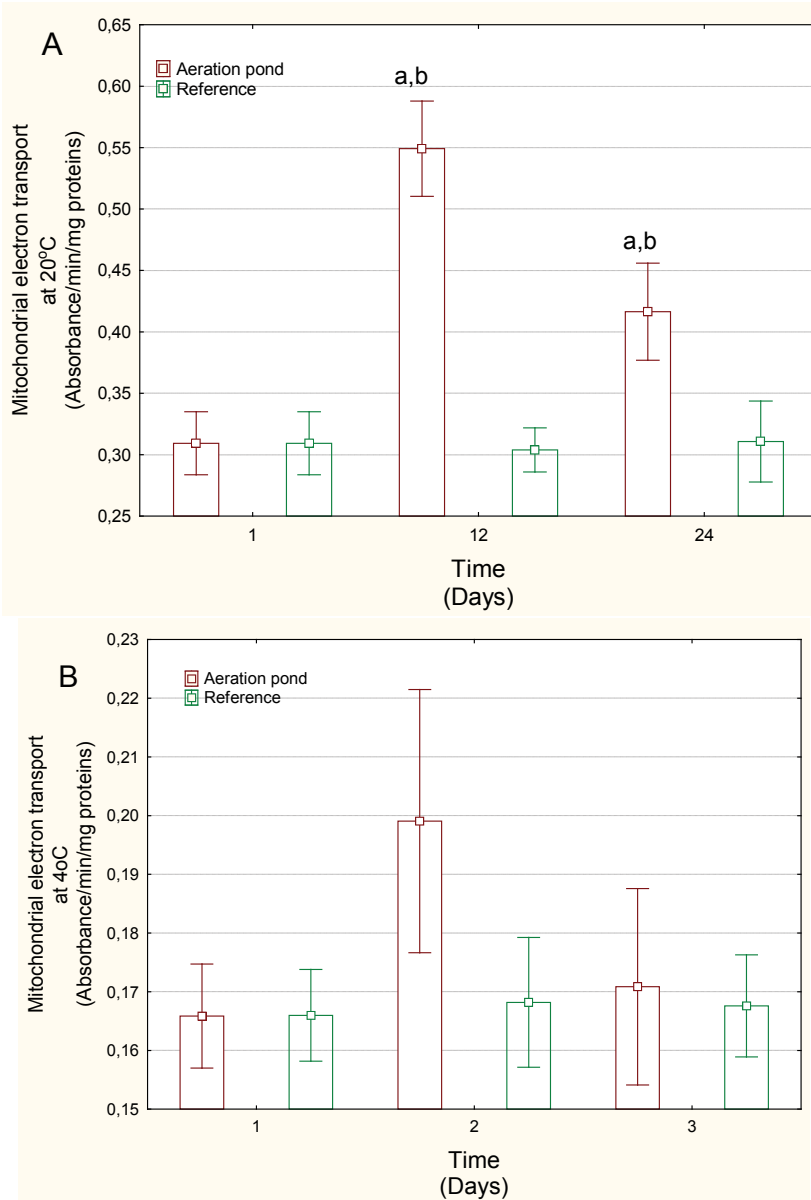 A
Aeration pond
Reference
a,b
a,b
0,65
0,60
0,55
0,50
0,45
0,40
0,35
0,30
0,25
Mitochondrial electron transport
at 20°C
(Absorbance/min/mg proteins)
1 12 24
Time
(Days)
B
Aeration pond
Reference
0,23
0,22
0,21
0,20
0,19
0,18
0,17
0,16
0,15
Mitochondrial electron transport
at 4oC
(Absorbance/min/mg proteins)
1 2 3
Time
(Days)